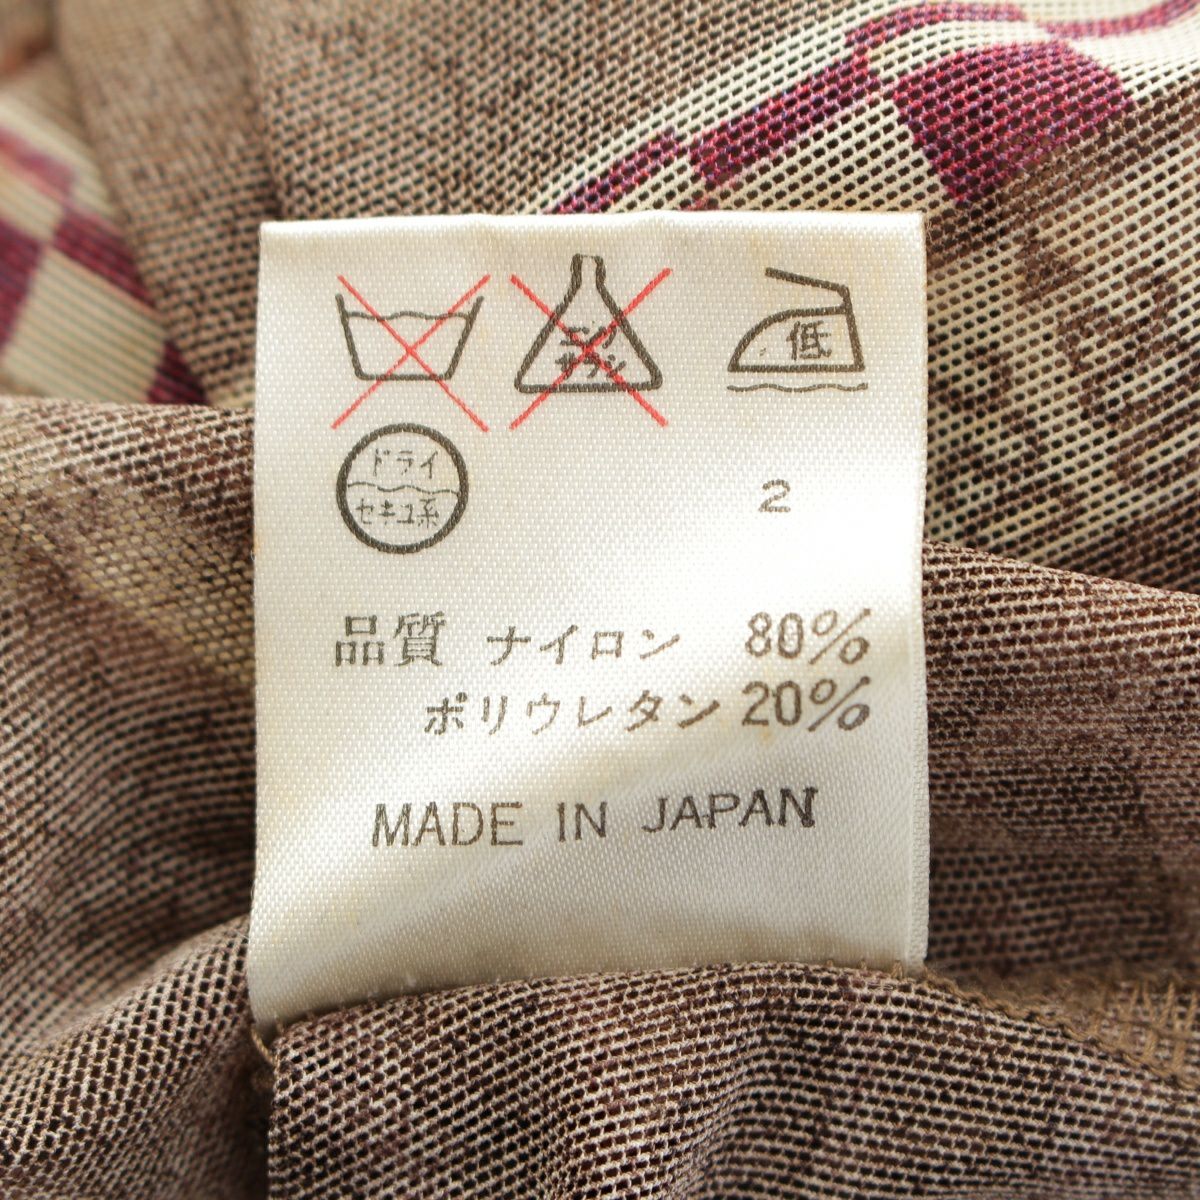 エンソ
サラシ
低
ドライ
セキユ系
2
品質 ナイロン 80%
ポリウレタン 20%
MADE IN JAPAN